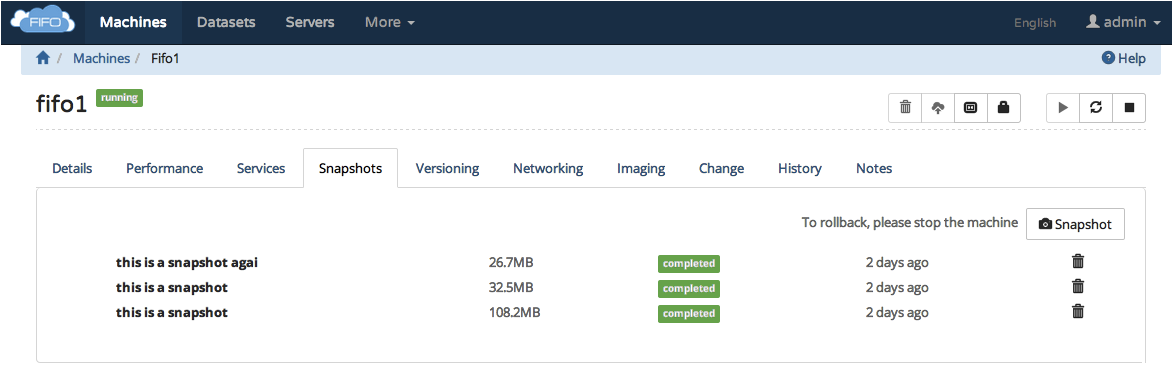 FIFO Machines Datasets Servers More English admin
/ Machines / Fifo1 Help
fifo1 running
Details Performance Services Snapshots Versioning Networking Imaging Change History Notes
To rollback, please stop the machine Snapshot
this is a snapshot agai 26.7MB completed 2 days ago
this is a snapshot 32.5MB completed 2 days ago
this is a snapshot 108.2MB completed 2 days ago